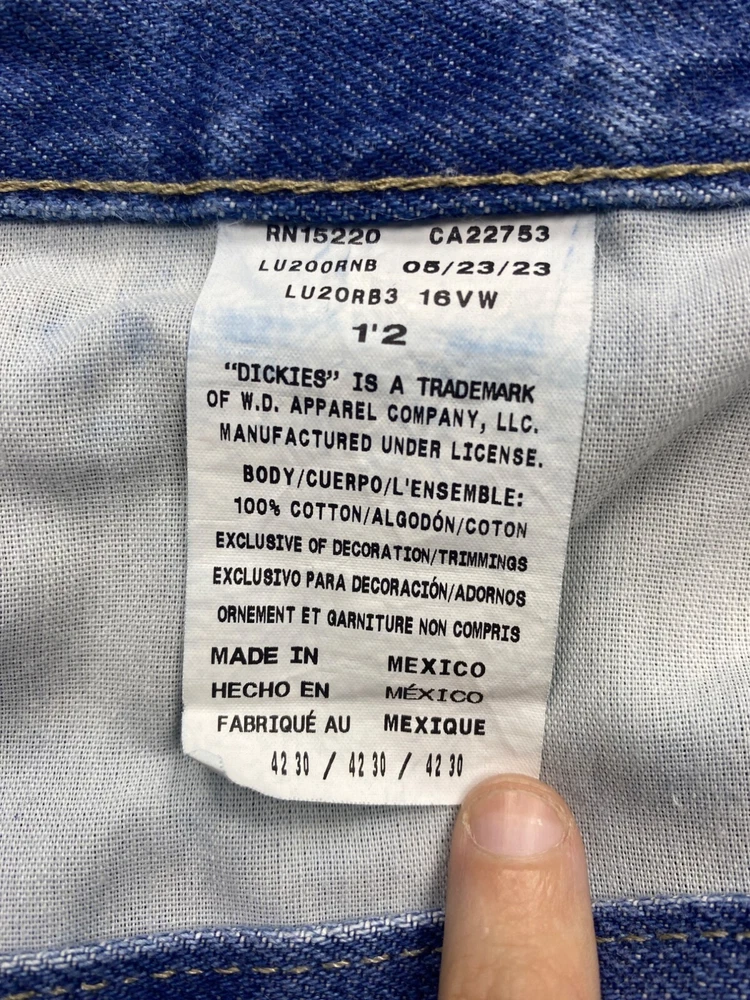 RN15220 CA22753
LU200RNB 05/23/23
LU20RB3 16VW
1'2
"DICKIES" IS A TRADEMARK
OF W.D. APPAREL COMPANY, LLC.
MANUFACTURED UNDER LICENSE.
BODY/CUERPO/L'ENSEMBLE:
100% COTTON/ALGODÓN/COTON
EXCLUSIVE OF DECORATION/TRIMMINGS
EXCLUSIVO PARA DECORACIÓN/ADORNOS
ORNEMENT ET GARNITURE NON COMPRIS
MADE IN MEXICO
HECHO EN MÉXICO
FABRIQUÉ AU MEXIQUE
42 30 / 42 30 / 42 30